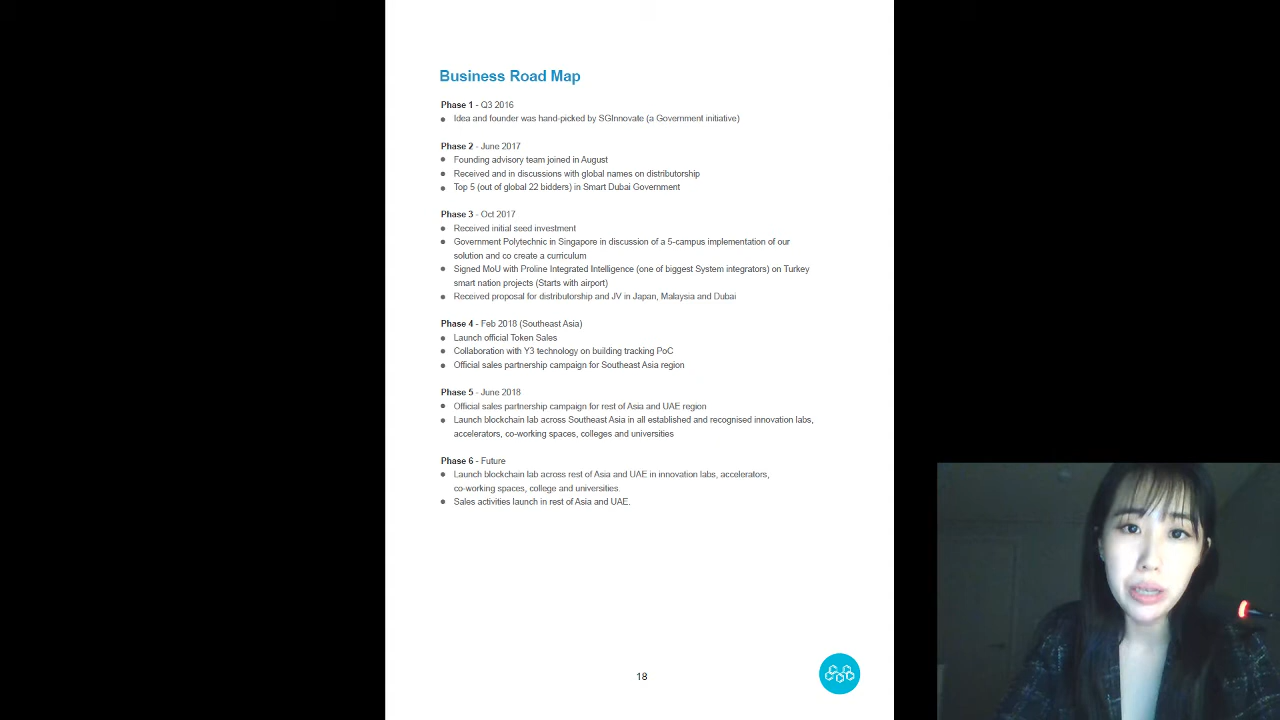 Business Road Map
Phase 1 - Q3 2016
● Idea and founder was hand-picked by SGInnovate (a Government initiative)
Phase 2 - June 2017
● Founding advisory team joined in August
● Received and in discussions with global names on distributorship
● Top 5 (out of global 22 bidders) in Smart Dubai Government
Phase 3 - Oct 2017
● Received initial seed investment
● Government Polytechnic in Singapore in discussion of a 5-campus implementation of our
solution and co create a curriculum
● Signed MoU with Proline Integrated Intelligence (one of biggest System integrators) on Turkey
smart nation projects (Starts with airport)
● Received proposal for distributorship and JV in Japan, Malaysia and Dubai
Phase 4 - Feb 2018 (Southeast Asia)
● Launch official Token Sales
● Collaboration with Y3 technology on building tracking PoC
● Official sales partnership campaign for Southeast Asia region
Phase 5 - June 2018
● Official sales partnership campaign for rest of Asia and UAE region
● Launch blockchain lab across Southeast Asia in all established and recognised innovation labs,
accelerators, co-working spaces, colleges and universities
Phase 6 - Future
● Launch blockchain lab across rest of Asia and UAE in innovation labs, accelerators,
co-working spaces, college and universities.
● Sales activities launch in rest of Asia and UAE.
18